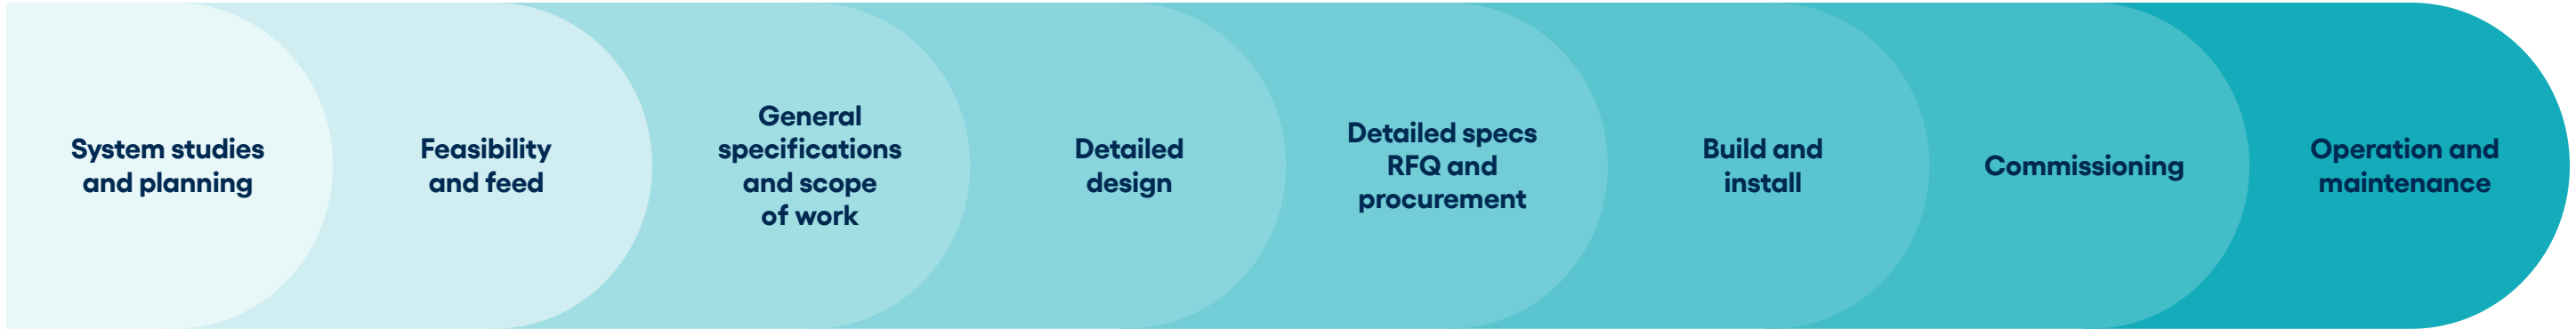 System studies
and planning
Feasibility
and feed
General
specifications
and scope
of work
Detailed
design
Detailed specs
RFQ and
procurement
Build and
install
Commissioning
Operation and
maintenance